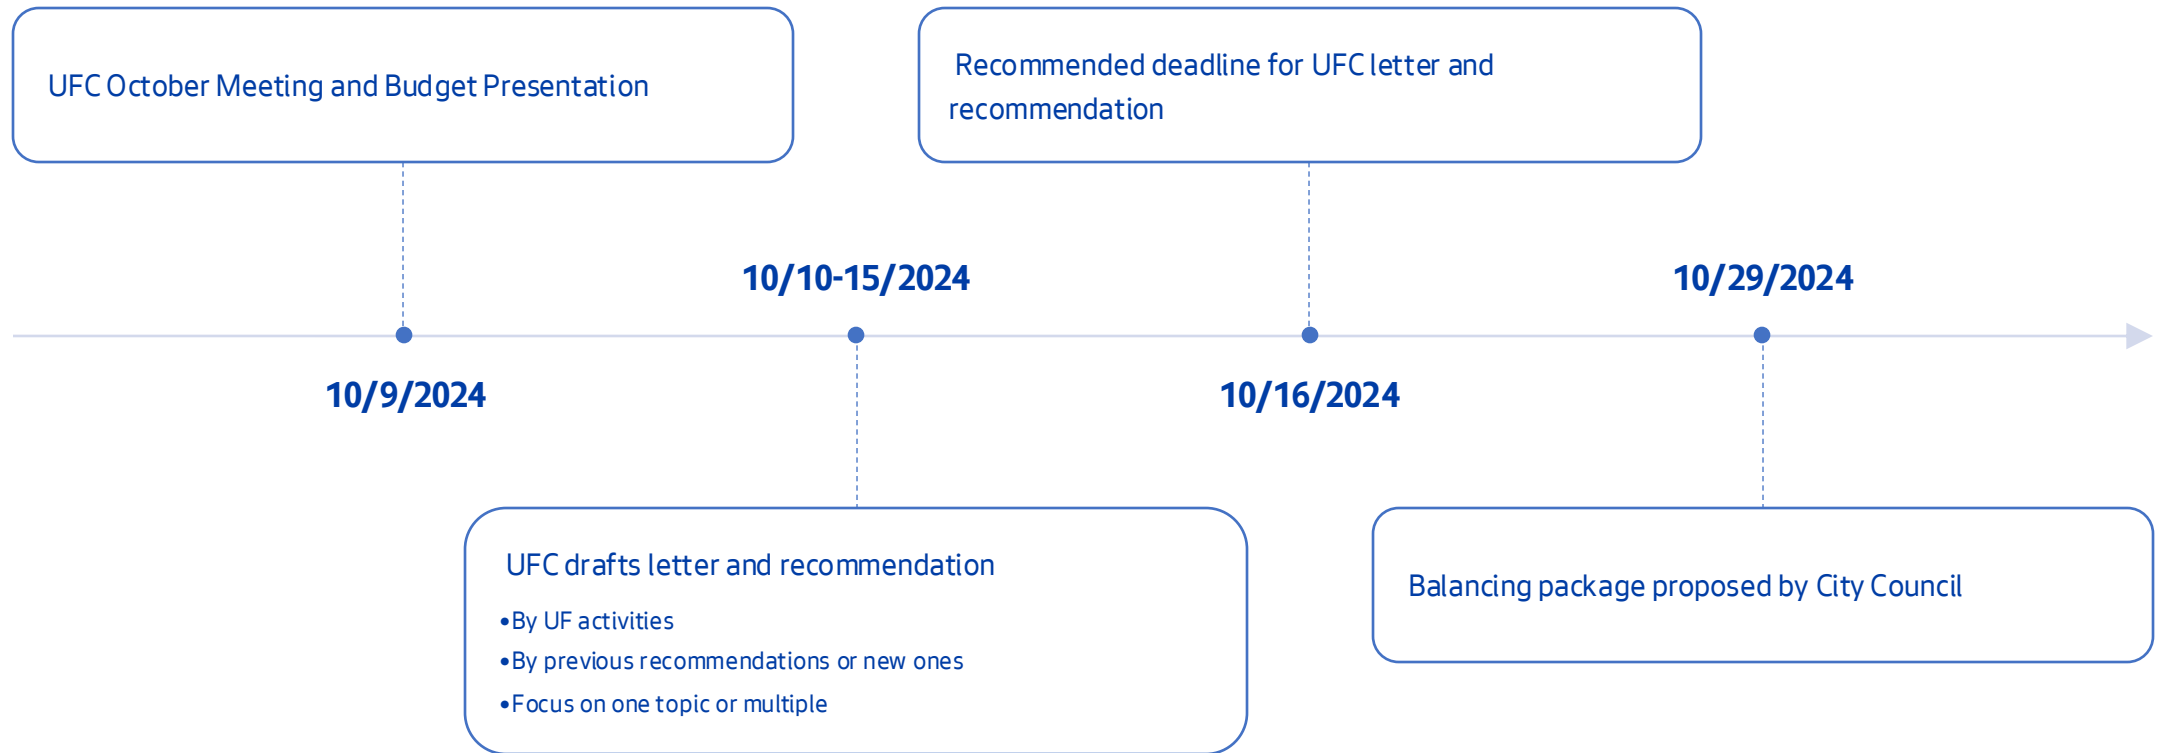 UFC October Meeting and Budget Presentation
Recommended deadline for UFC letter and
recommendation
10/10-15/2024
10/29/2024
10/9/2024
10/16/2024
UFC drafts letter and recommendation
•By UF activities
•By previous recommendations or new ones
•Focus on one topic or multiple
Balancing package proposed by City Council